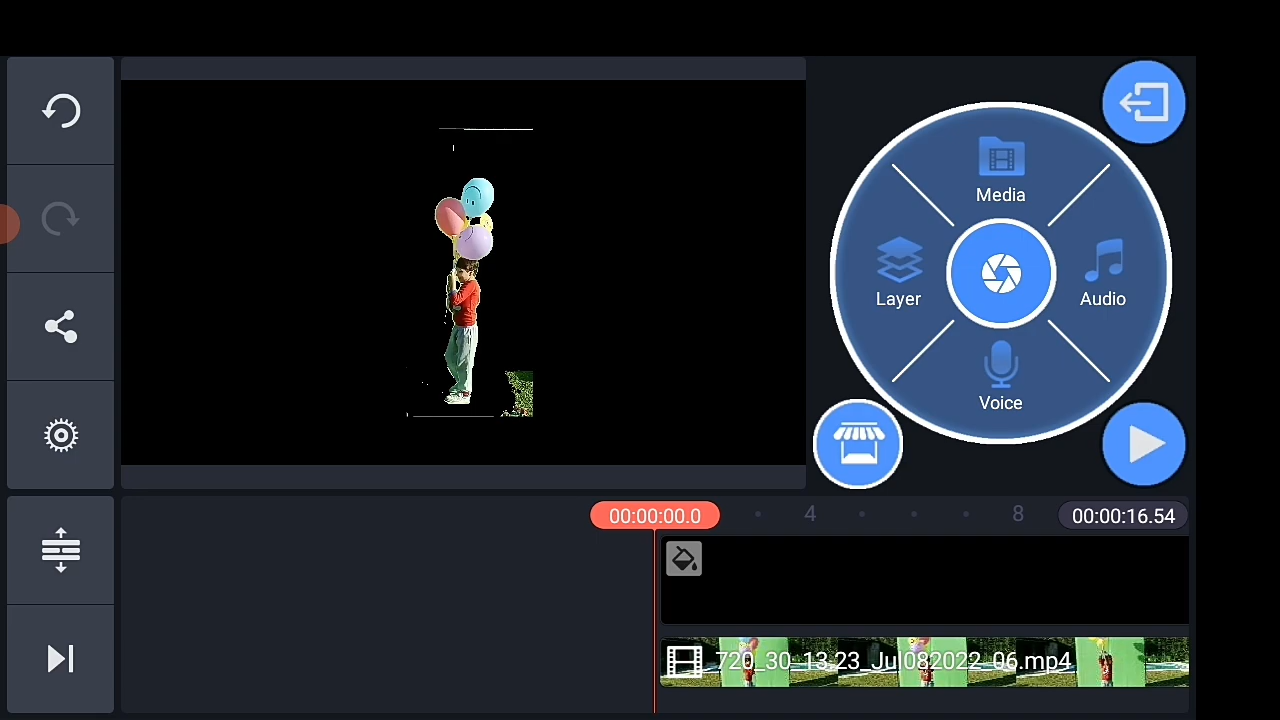 Media
Layer
Audio
Voice
00:00:00.0
4
8
00:00:16.54
720_30_13.23_Jul082022_06.mp4